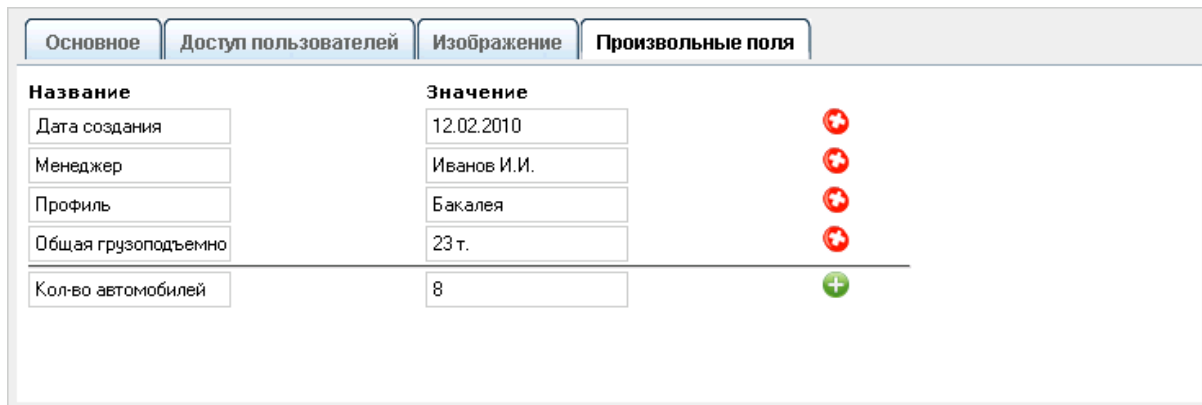 Основное Доступ пользователей Изображение Произвольные поля
Название Значение
Дата создания 12.02.2010
Менеджер Иванов И.И.
Профиль Бакалея
Общая грузоподъемно 23 т.
Кол-во автомобилей 8